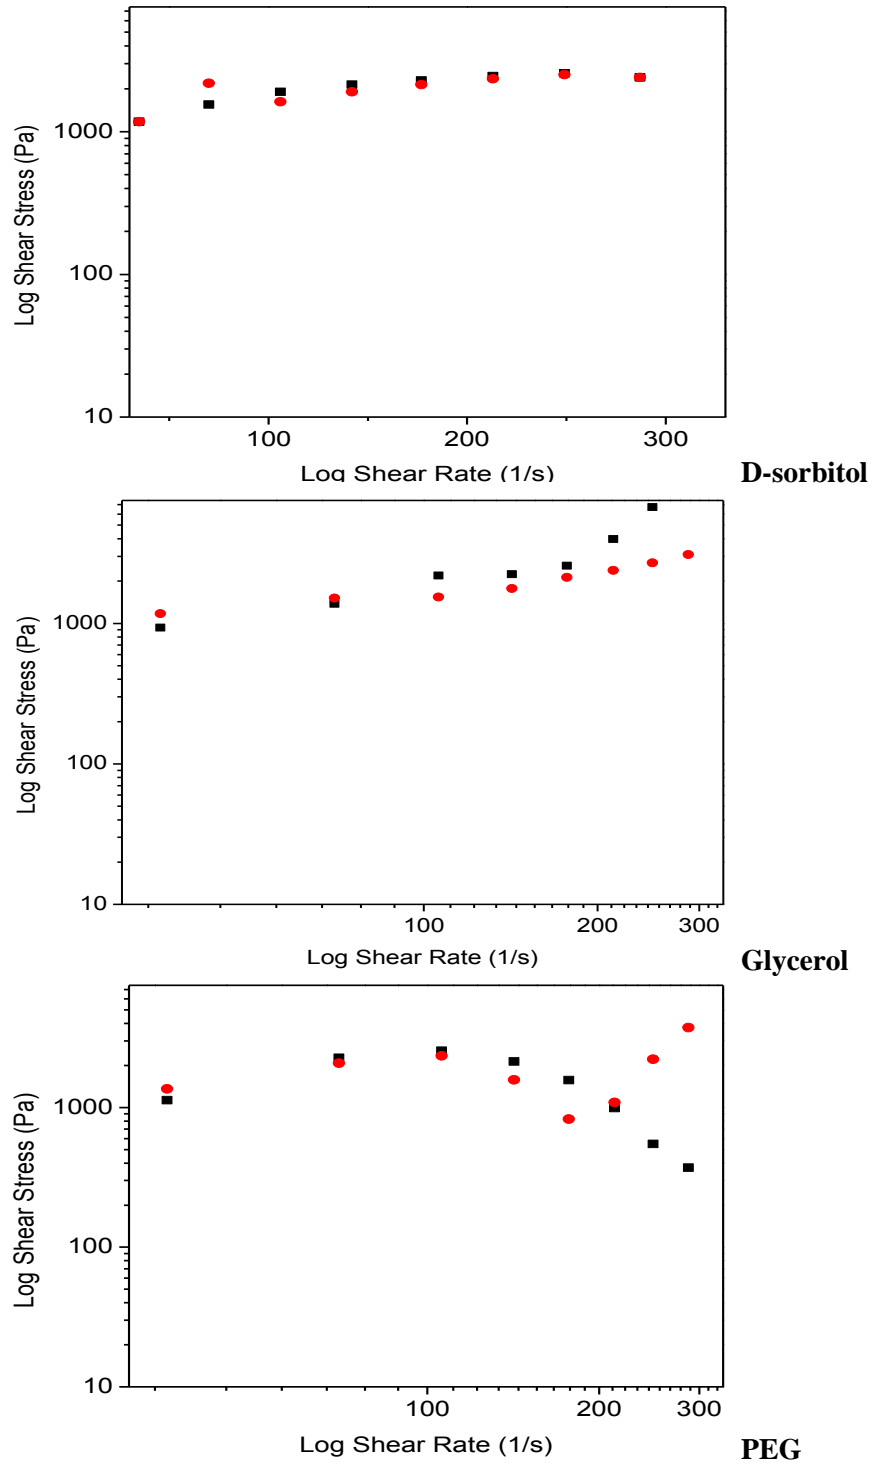 1000
100
10
Log Shear Stress (Pa)
100 200 300
Log Shear Rate (1/s)
D-sorbitol
1000
100
10
Log Shear Stress (Pa)
100 200 300
Log Shear Rate (1/s)
Glycerol
1000
100
10
Log Shear Stress (Pa)
100 200 300
Log Shear Rate (1/s)
PEG